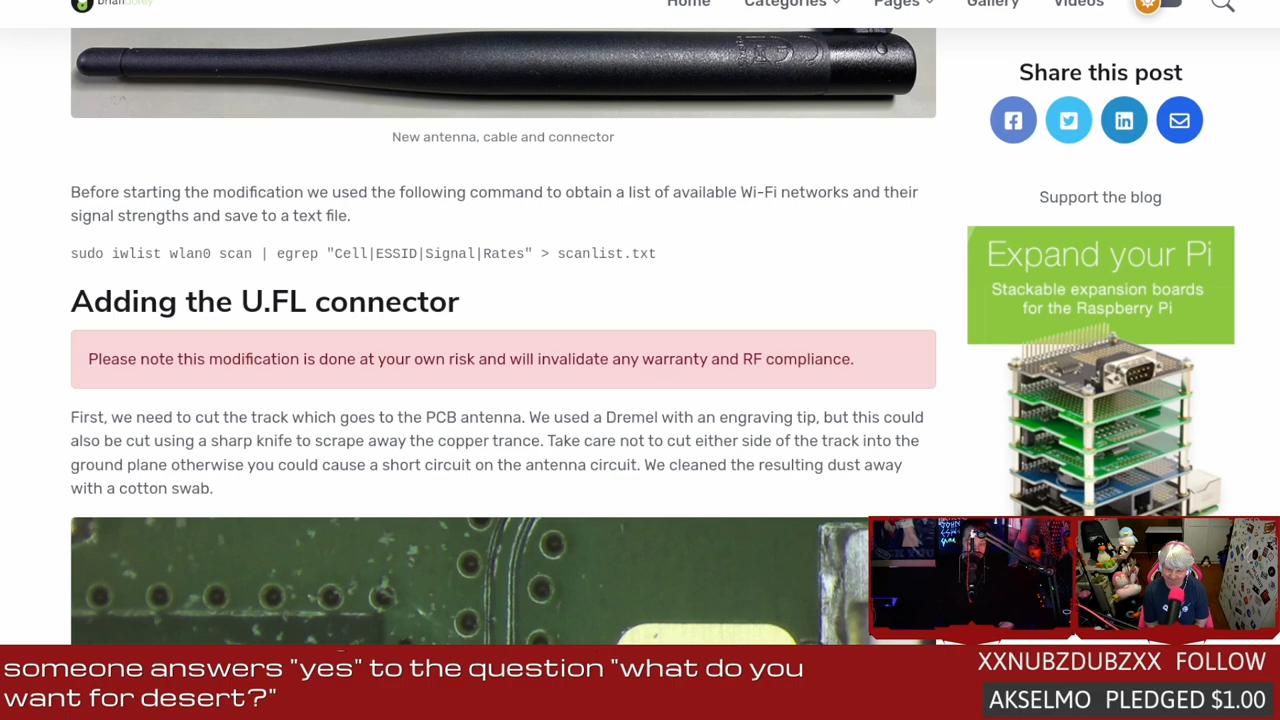 briandorey
Home Categories Pages Gallery Videos
Share this post
New antenna, cable and connector
Before starting the modification we used the following command to obtain a list of available Wi-Fi networks and their
signal strengths and save to a text file.
Support the blog
sudo iwlist wlan0 scan | egrep "Cell|ESSID|Signal|Rates" > scanlist.txt
Expand your Pi
Stackable expansion boards
for the Raspberry Pi
Adding the U.FL connector
Please note this modification is done at your own risk and will invalidate any warranty and RF compliance.
First, we need to cut the track which goes to the PCB antenna. We used a Dremel with an engraving tip, but this could
also be cut using a sharp knife to scrape away the copper trance. Take care not to cut either side of the track into the
ground plane otherwise you could cause a short circuit on the antenna circuit. We cleaned the resulting dust away
with a cotton swab.
someone answers "yes" to the question "what do you
want for desert?"
XXNUBZDUBZXX FOLLOW
AKSELMO PLEDGED $1.00